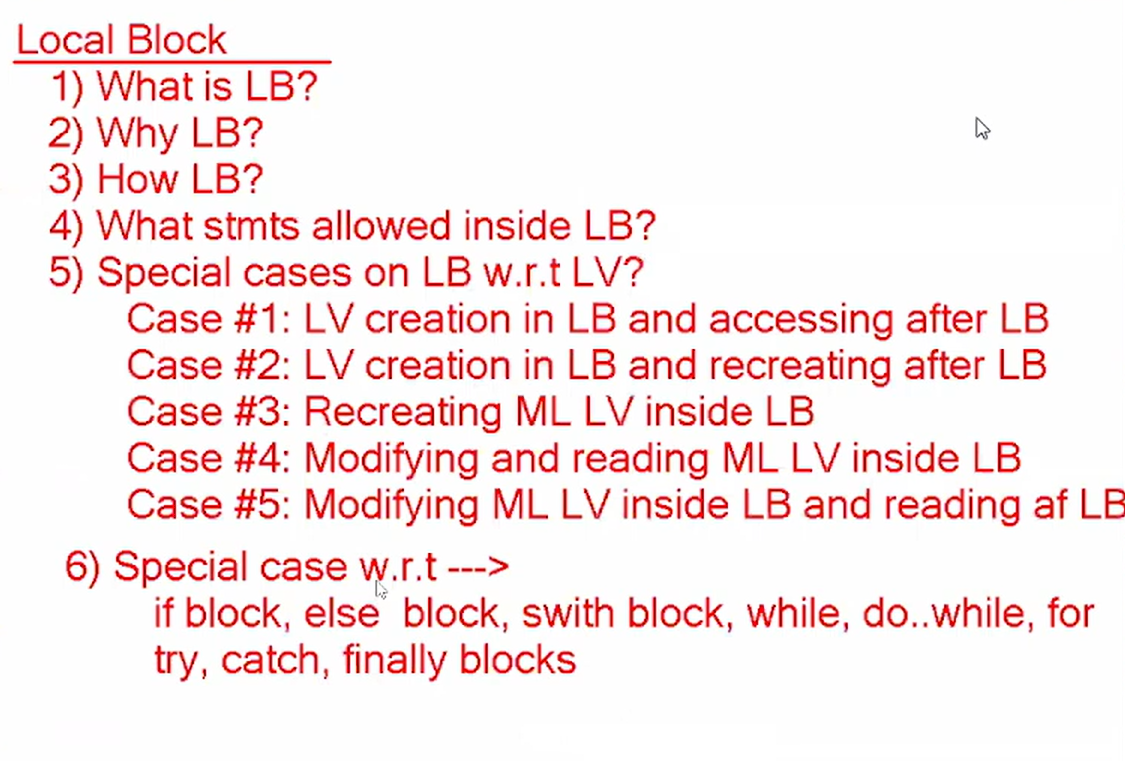 Local Block
1) What is LB?
2) Why LB?
3) How LB?
4) What stmts allowed inside LB?
5) Special cases on LB w.r.t LV?
Case #1: LV creation in LB and accessing after LB
Case #2: LV creation in LB and recreating after LB
Case #3: Recreating ML LV inside LB
Case #4: Modifying and reading ML LV inside LB
Case #5: Modifying ML LV inside LB and reading af LB
6) Special case w.r.t --->
if block, else block, swith block, while, do..while, for
try, catch, finally blocks